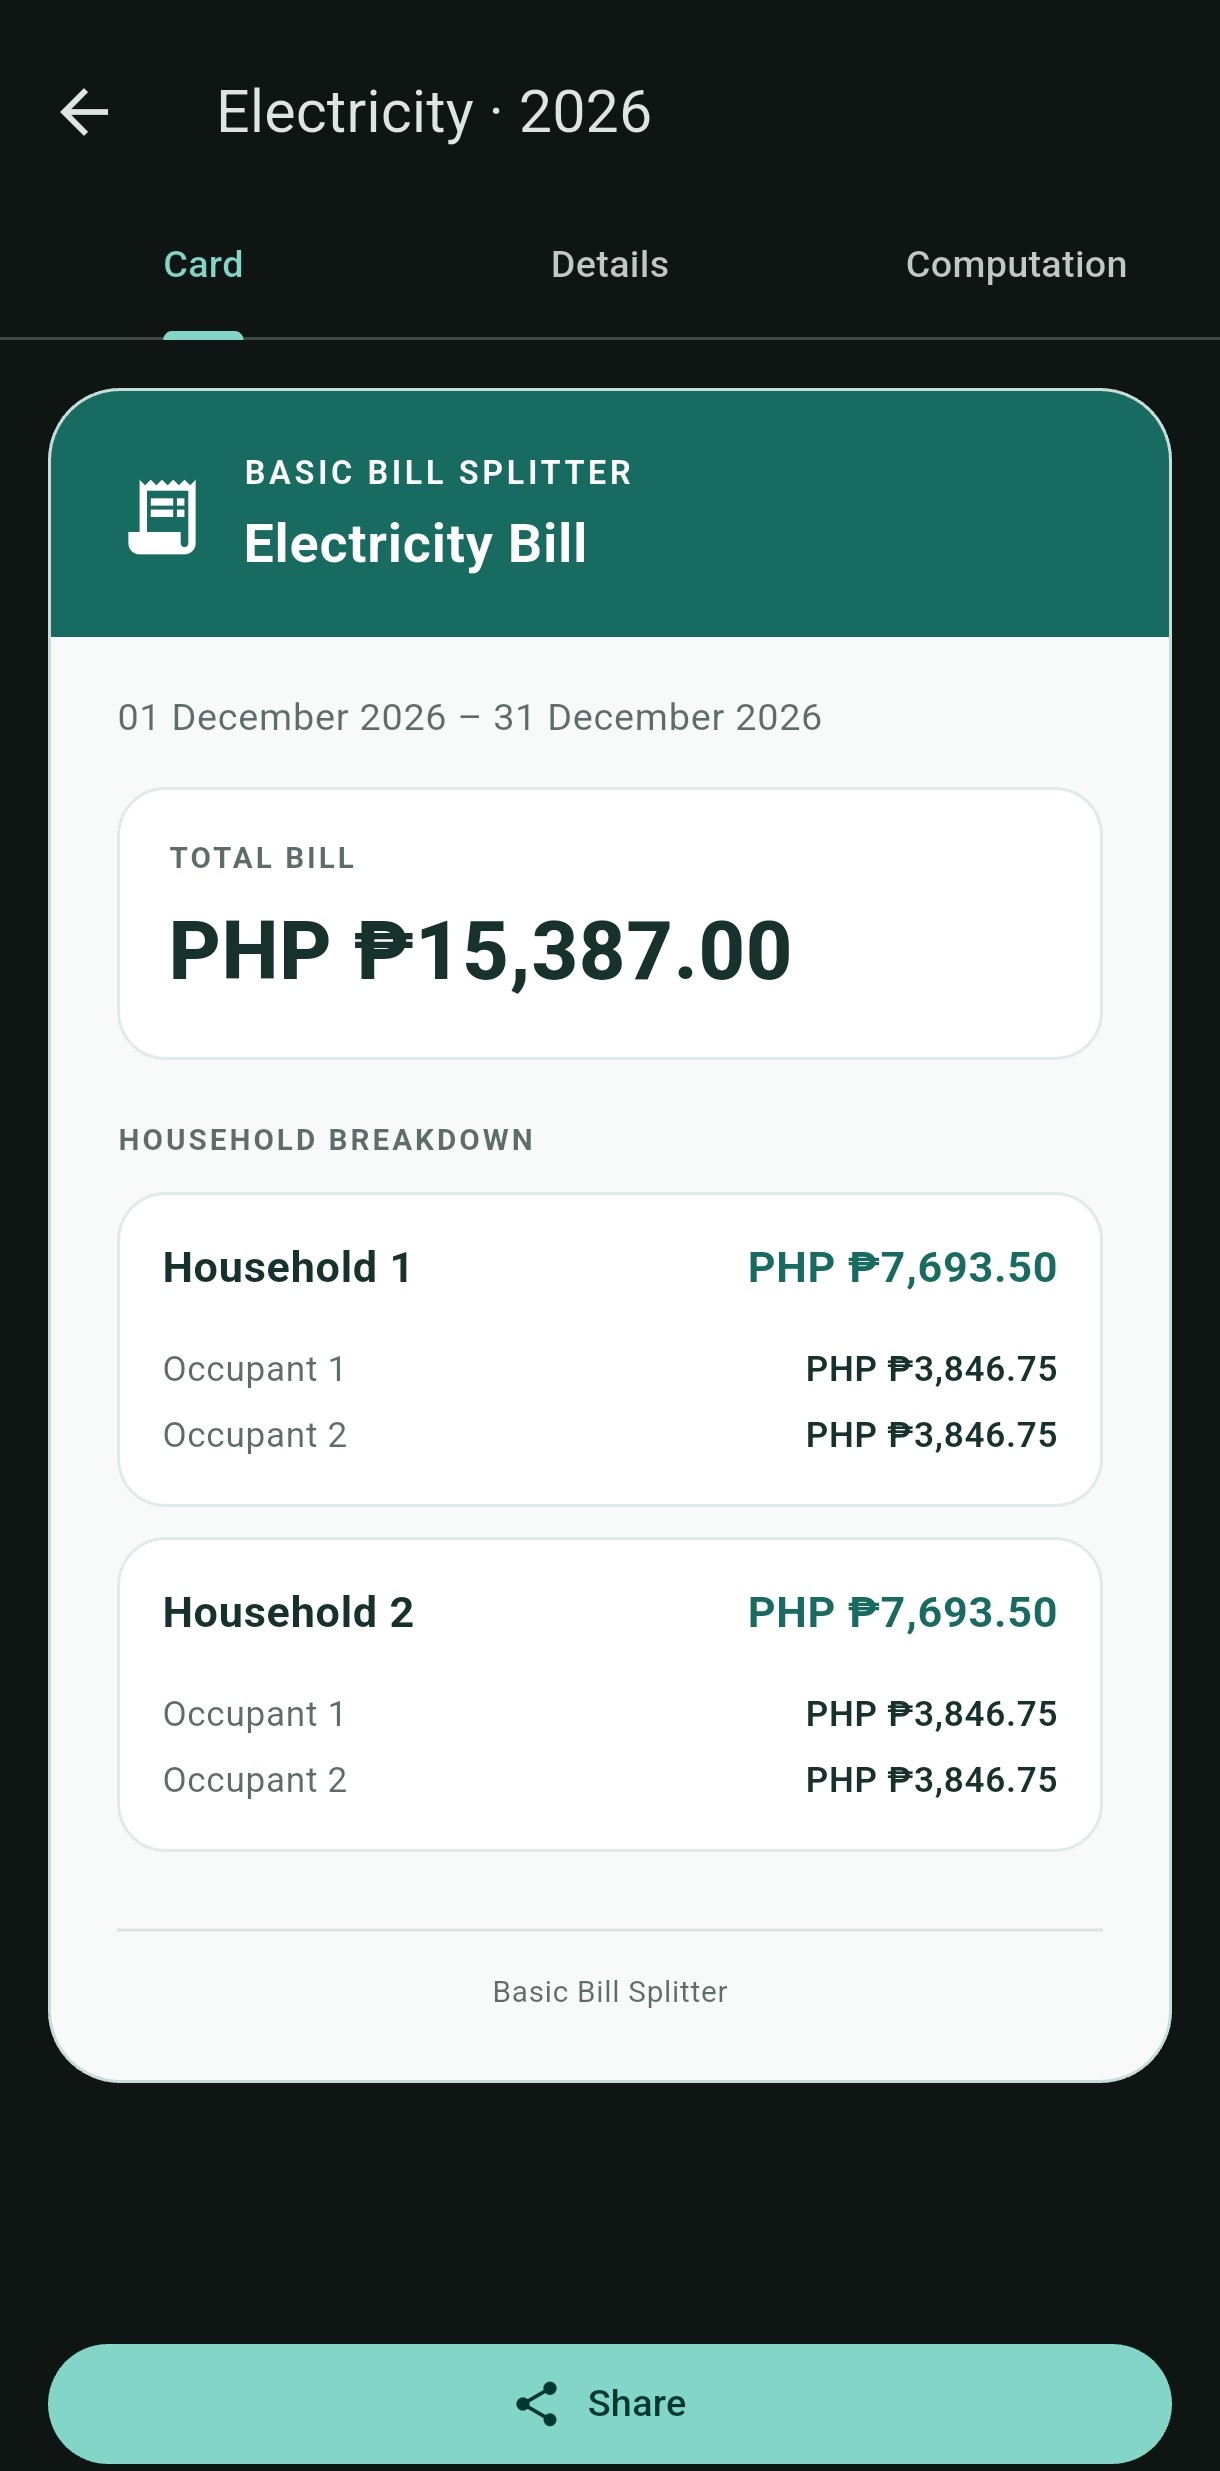 Electricity · 2026
Card Details Computation
BASIC BILL SPLITTER
Electricity Bill
01 December 2026 – 31 December 2026
TOTAL BILL
PHP ₱15,387.00
HOUSEHOLD BREAKDOWN
Household 1 PHP ₱7,693.50
Occupant 1 PHP ₱3,846.75
Occupant 2 PHP ₱3,846.75
Household 2 PHP ₱7,693.50
Occupant 1 PHP ₱3,846.75
Occupant 2 PHP ₱3,846.75
Basic Bill Splitter
Share